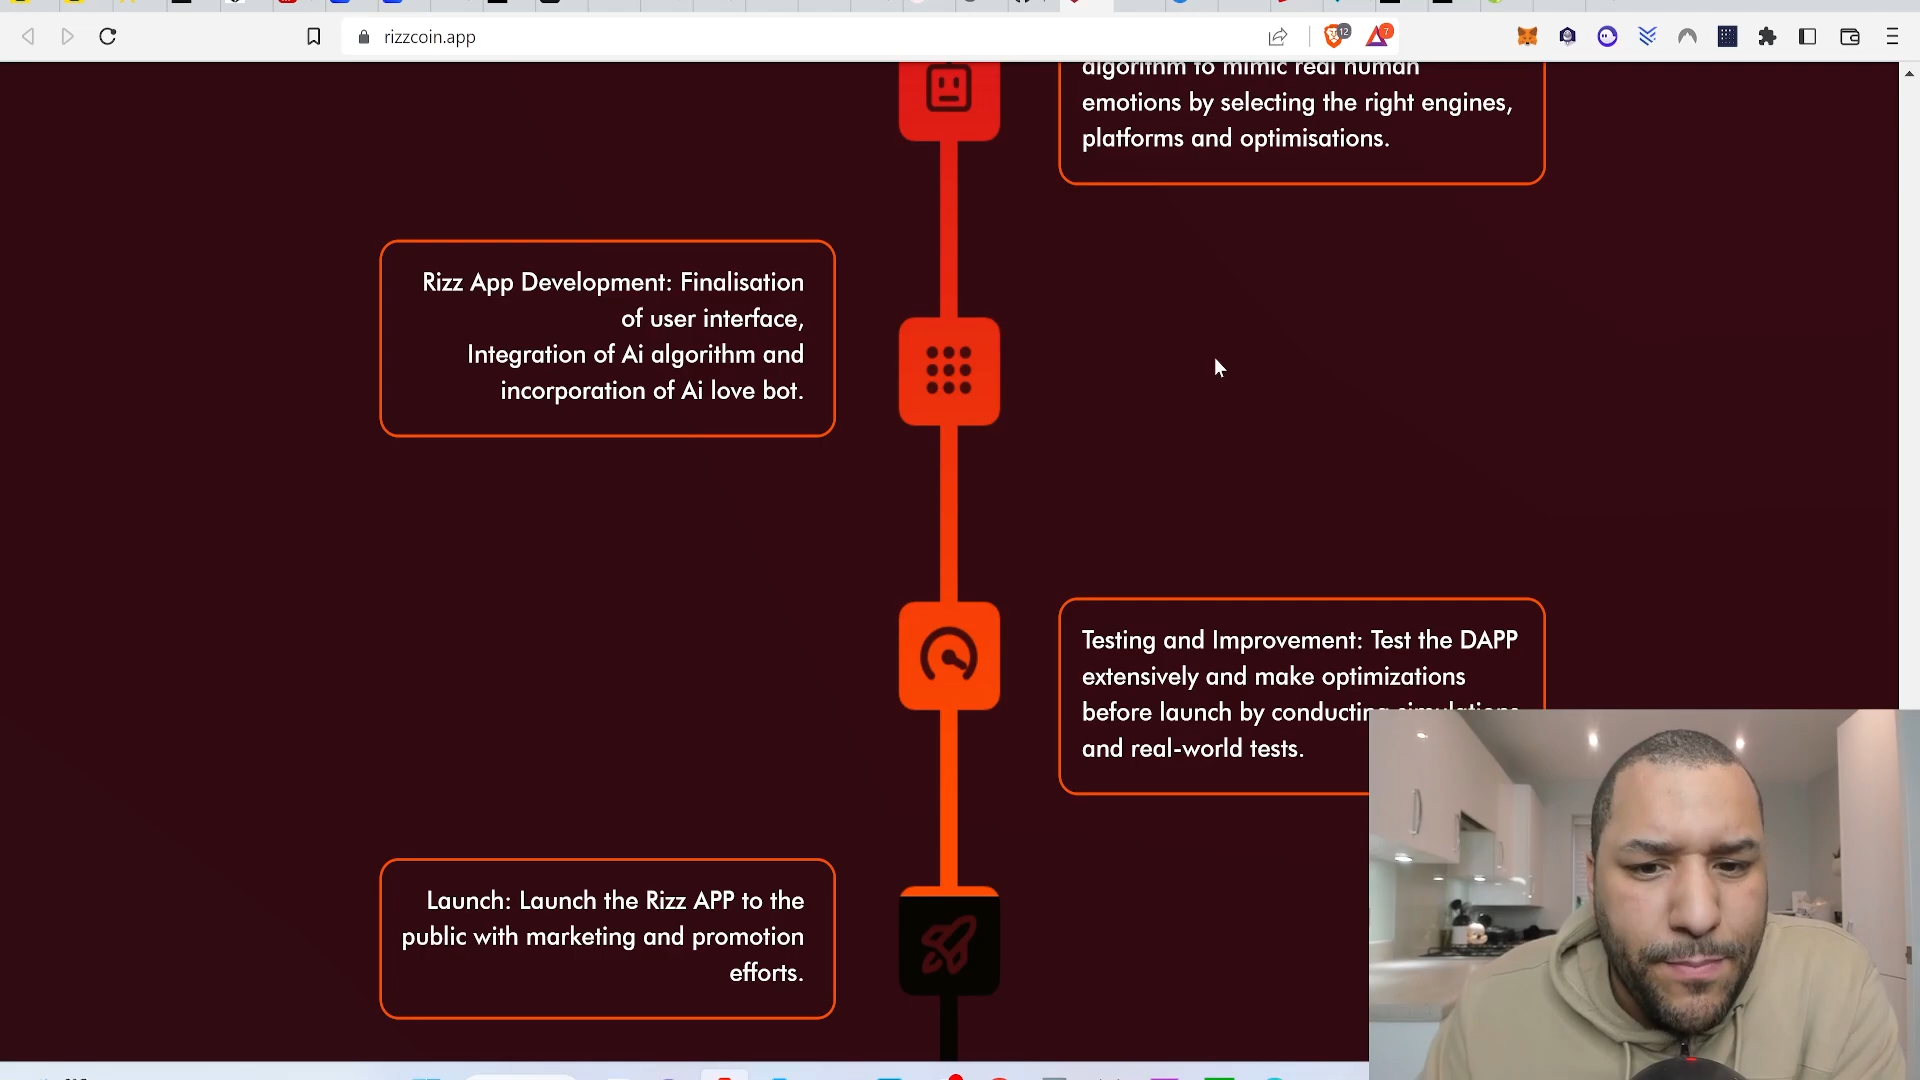 rizzcoin.app
12
7
algorithm to mimic real human
emotions by selecting the right engines,
platforms and optimisations.
Rizz App Development: Finalisation
of user interface,
Integration of Ai algorithm and
incorporation of Ai love bot.
Testing and Improvement: Test the DAPP
extensively and make optimizations
before launch by conducting simulations
and real-world tests.
Launch: Launch the Rizz APP to the
public with marketing and promotion
efforts.